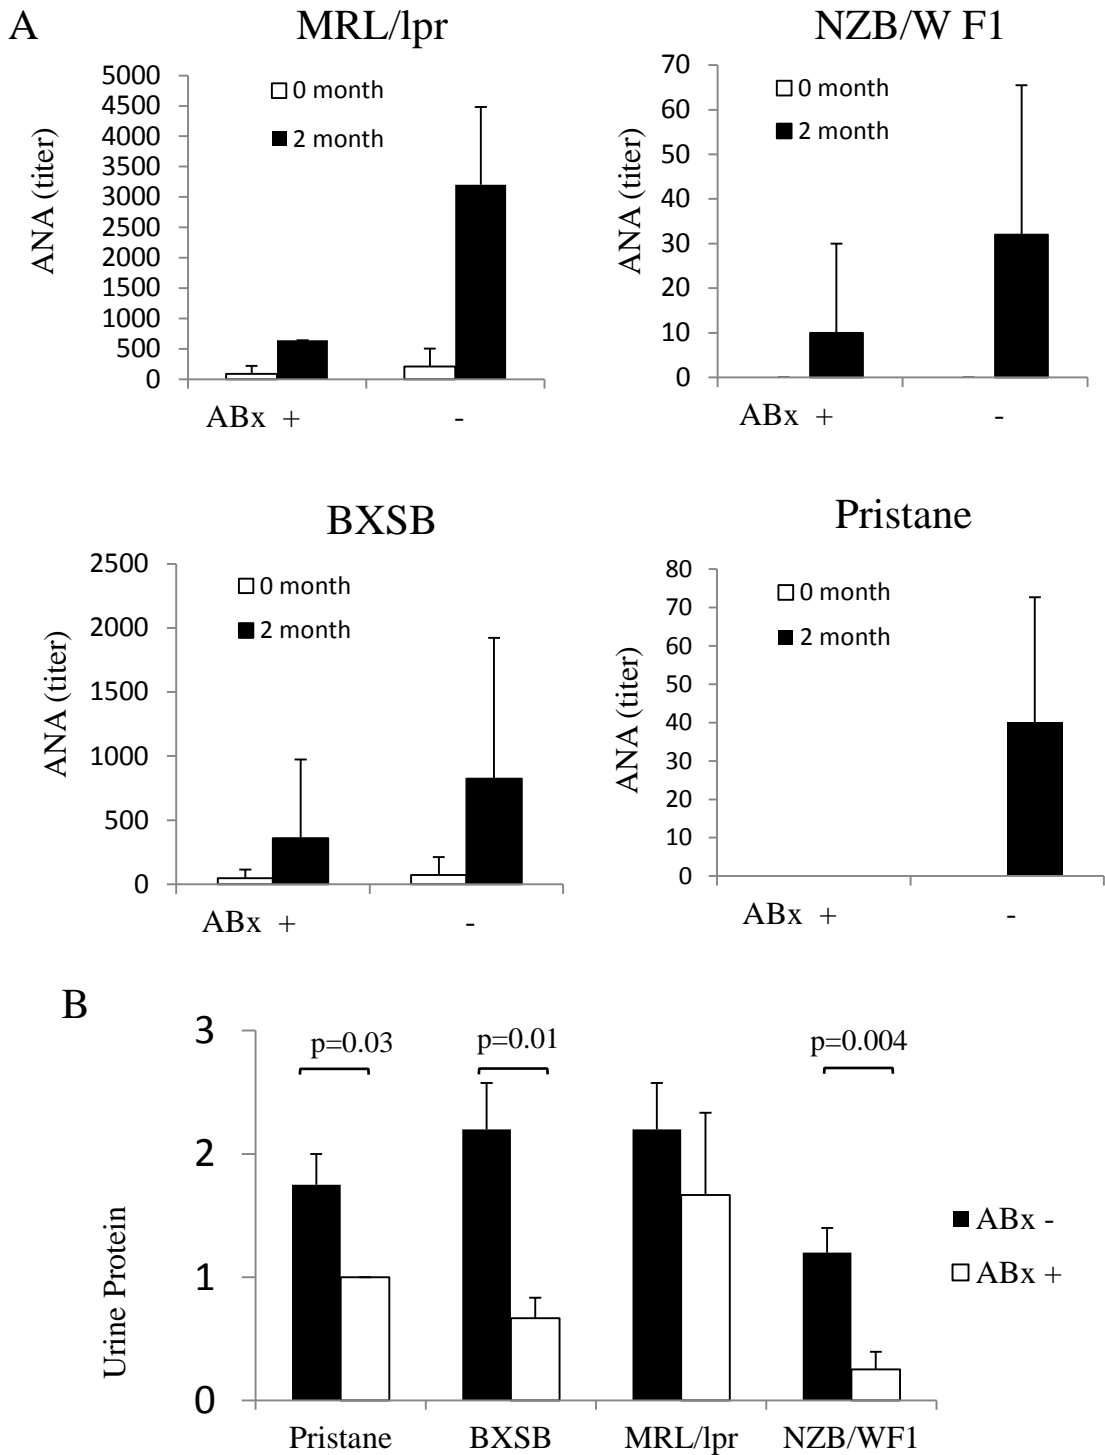 A
MRL/lpr
ANA (titer)
5000
4500
4000
3500
3000
2500
2000
1500
1000
500
0
0 month
2 month
ABx +
-
NZB/W F1
ANA (titer)
70
60
50
40
30
20
10
0
0 month
2 month
ABx +
-
BXSB
ANA (titer)
2500
2000
1500
1000
500
0
0 month
2 month
ABx +
-
Pristane
ANA (titer)
80
70
60
50
40
30
20
10
0
0 month
2 month
ABx +
-
B
Urine Protein
3
2
1
0
p=0.03
p=0.01
p=0.004
Pristane
BXSB
MRL/lpr
NZB/WF1
ABx -
ABx +